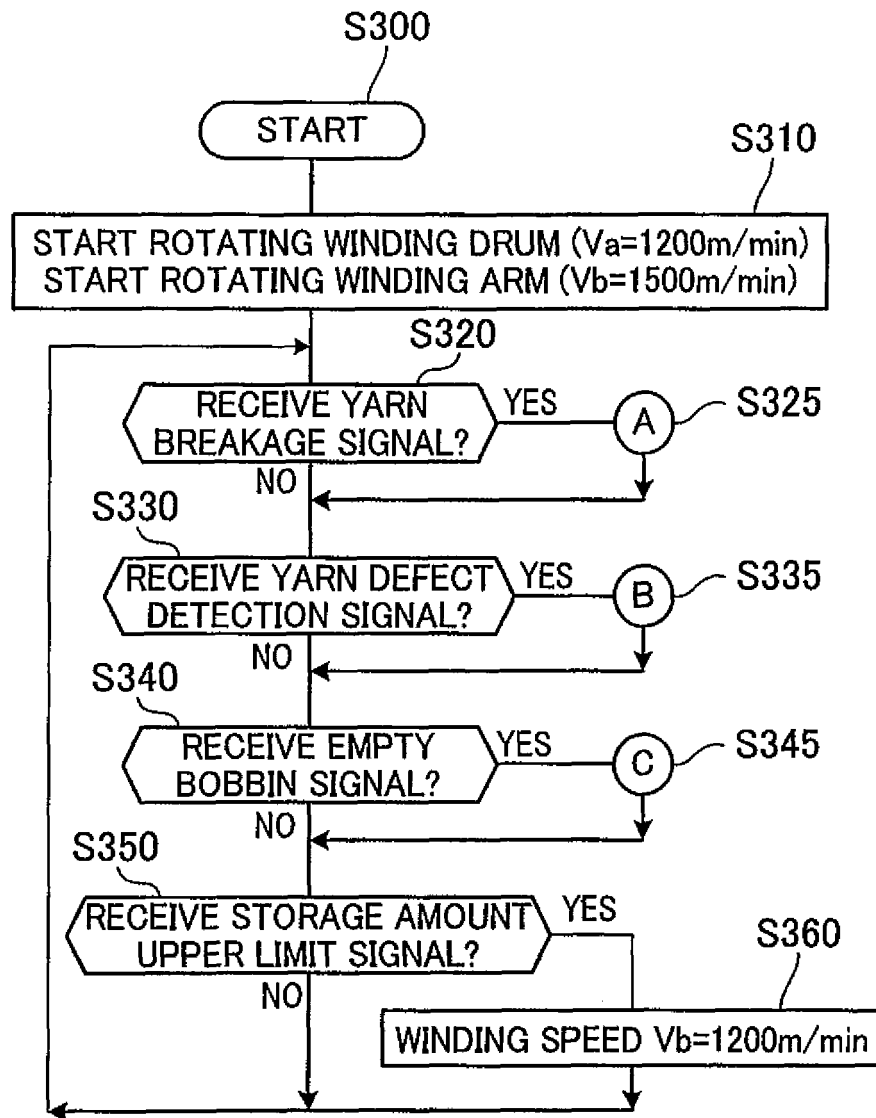 S300
START
S310
START ROTATING WINDING DRUM (Va=1200m/min)
START ROTATING WINDING ARM (Vb=1500m/min)
S320
RECEIVE YARN
BREAKAGE SIGNAL?
YES
A
S325
NO
S330
RECEIVE YARN DEFECT
DETECTION SIGNAL?
YES
B
S335
NO
S340
RECEIVE EMPTY
BOBBIN SIGNAL?
YES
C
S345
NO
S350
RECEIVE STORAGE AMOUNT
UPPER LIMIT SIGNAL?
YES
S360
NO
WINDING SPEED Vb=1200m/min